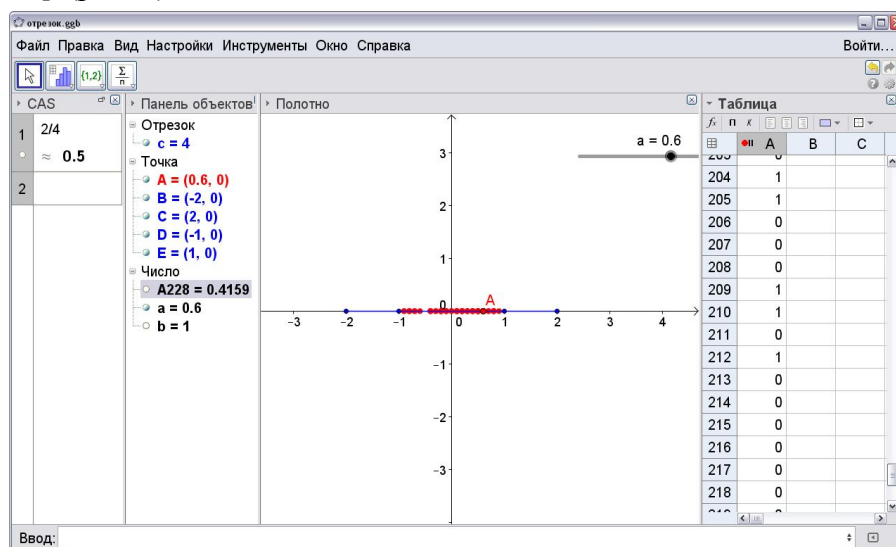 отрезок.ggb
Файл Правка Вид Настройки Инструменты Окно Справка Войти...
{1,2} Σ n
CAS
1 2/4
≈ 0.5
2
Панель объектов
Отрезок
c = 4
Точка
A = (0.6, 0)
B = (-2, 0)
C = (2, 0)
D = (-1, 0)
E = (1, 0)
Число
A228 = 0.4159
a = 0.6
b = 1
Полотно
a = 0.6
3
2
1
0 A
-3 -2 -1 0 1 2 3 4
-1
-2
-3
Таблица
fx П К
A B C
204 1
205 1
206 0
207 0
208 0
209 1
210 1
211 0
212 1
213 0
214 0
215 0
216 0
217 0
218 0
Ввод: